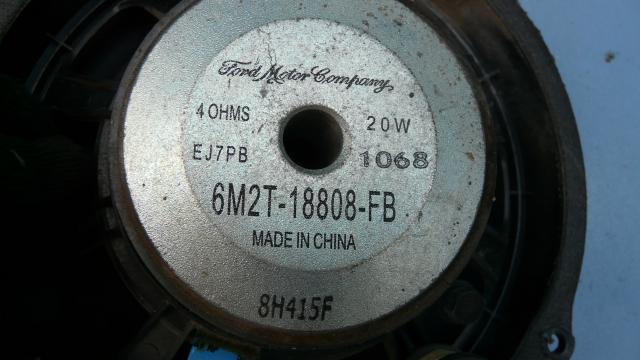 Ford Motor Company
4 OHMS 20W
EJ7PB 1068
6M2T-18808-FB
MADE IN CHINA
8H415F